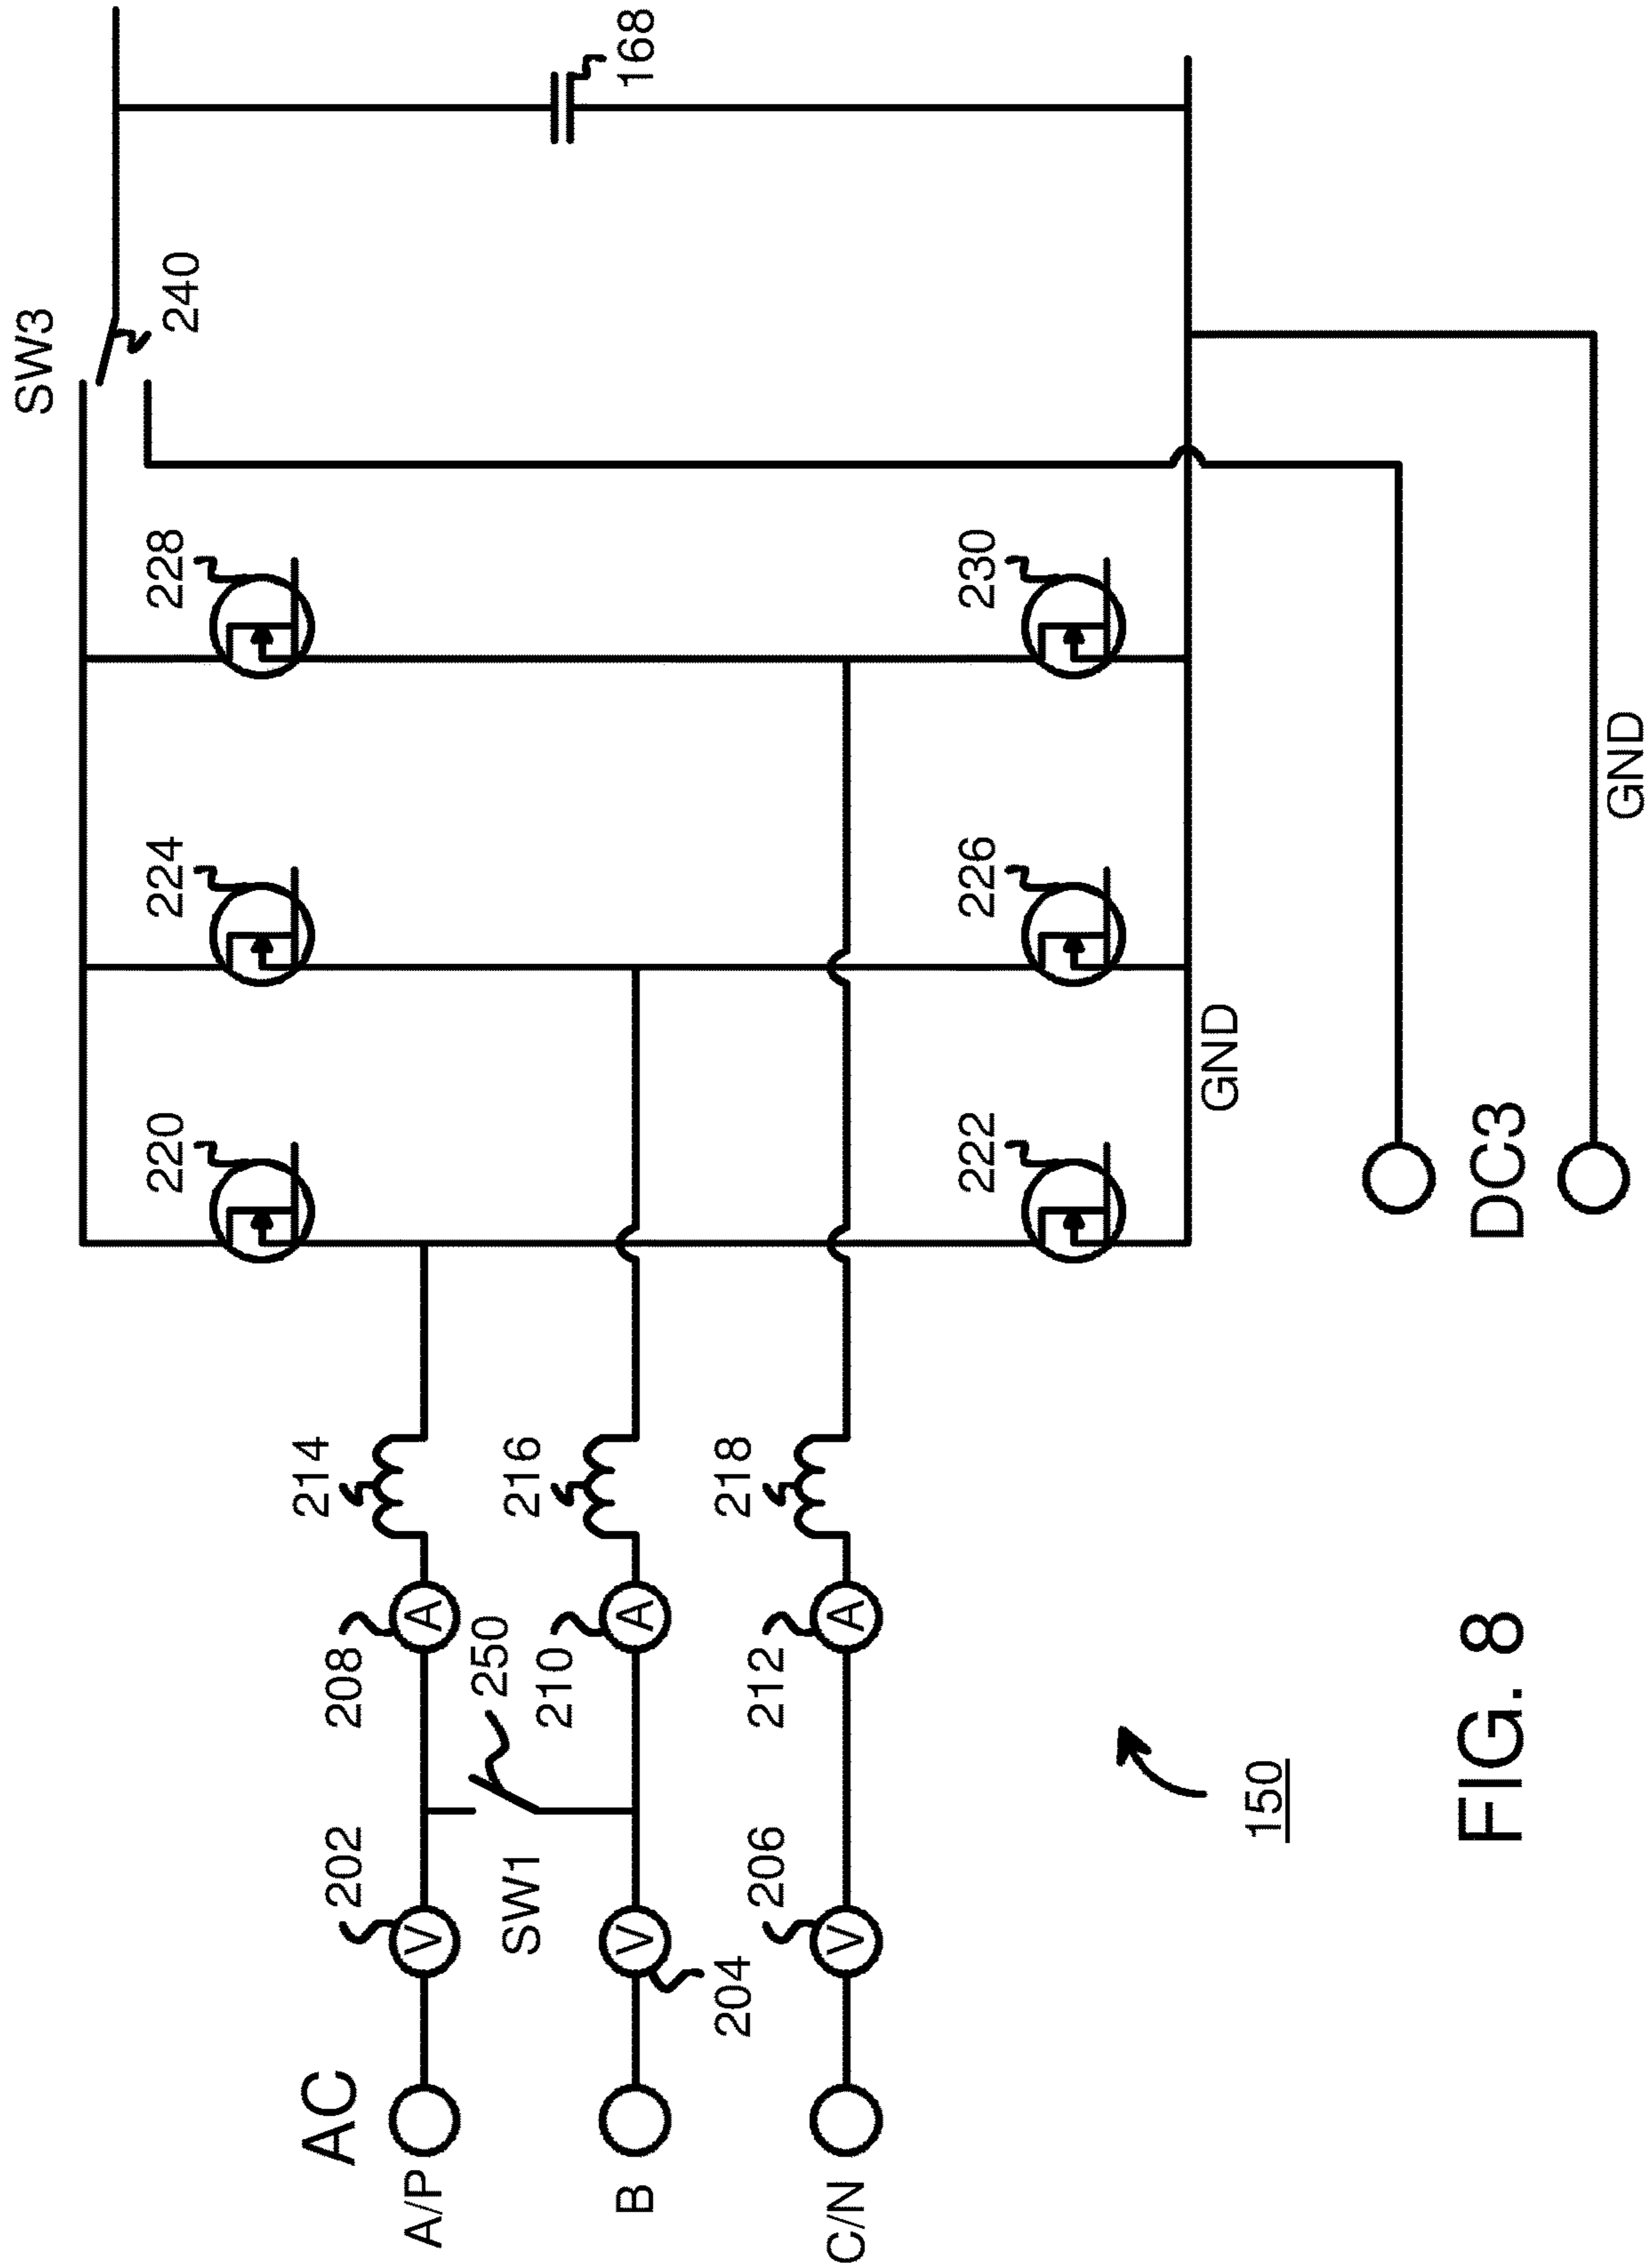 SW3
240
168
220
224
228
AC
A/P
202
208
214
SW1
250
B
204
210
216
C/N
206
212
218
222
226
230
GND
DC3
GND
150
FIG. 8
V
A
V
A
V
A